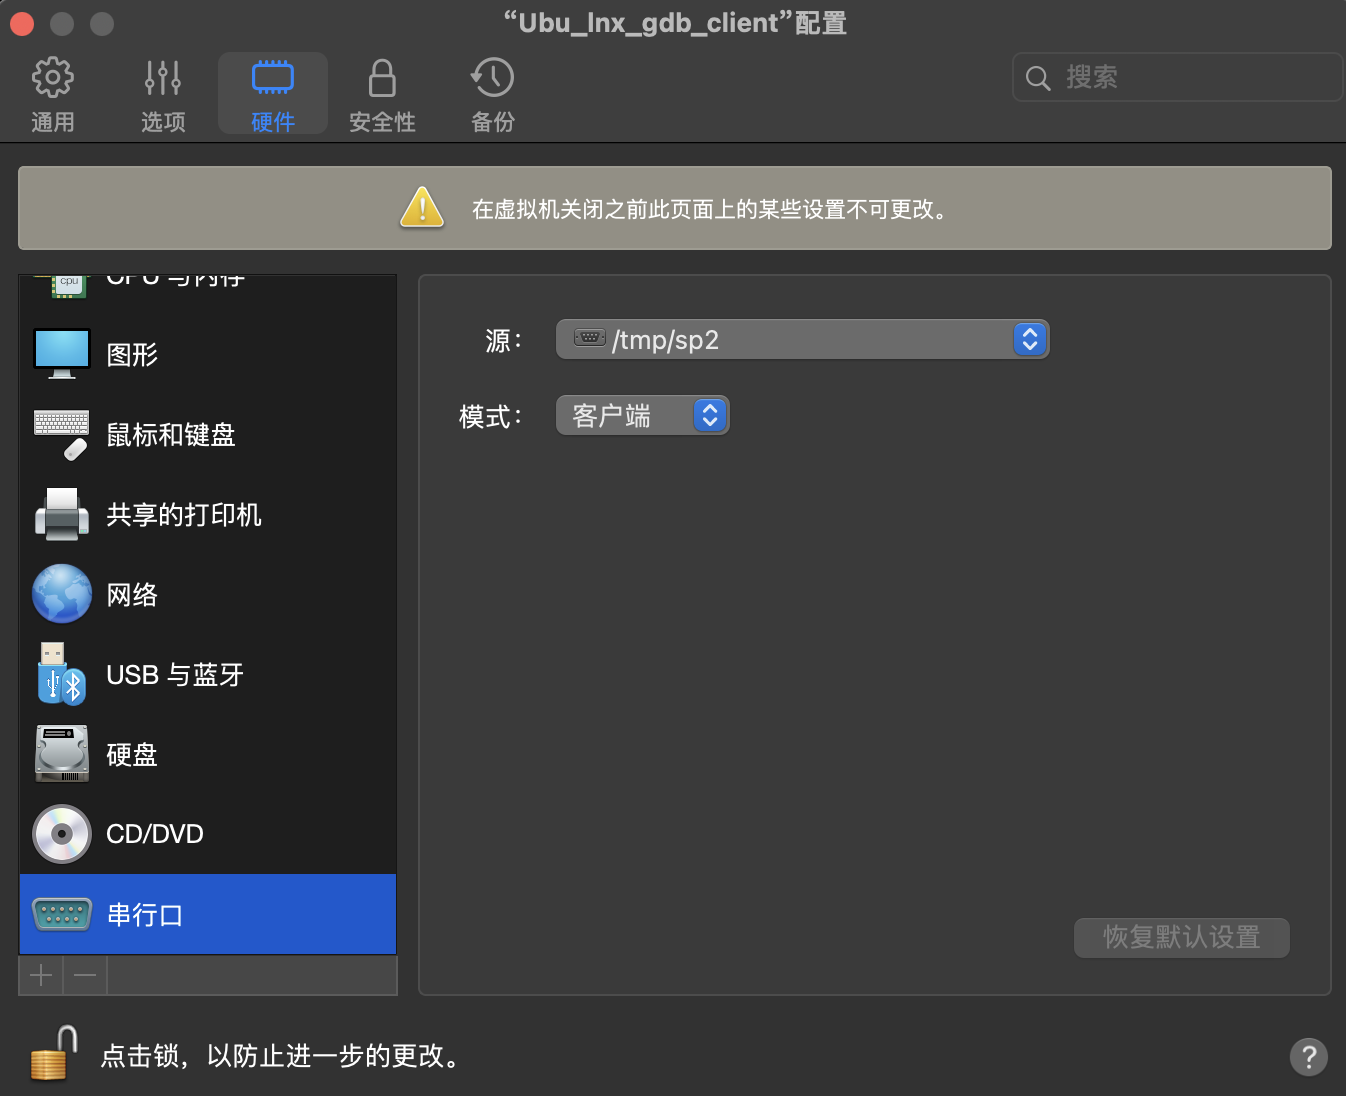 “Ubu_lnx_gdb_client”配置
通用
选项
硬件
安全性
备份
搜索
在虚拟机关闭之前此页面上的某些设置不可更改。
cpu
CPU 与内存
图形
鼠标和键盘
共享的打印机
网络
USB 与蓝牙
硬盘
CD/DVD
串行口
源：
/tmp/sp2
模式：
客户端
恢复默认设置
点击锁，以防止进一步的更改。
?